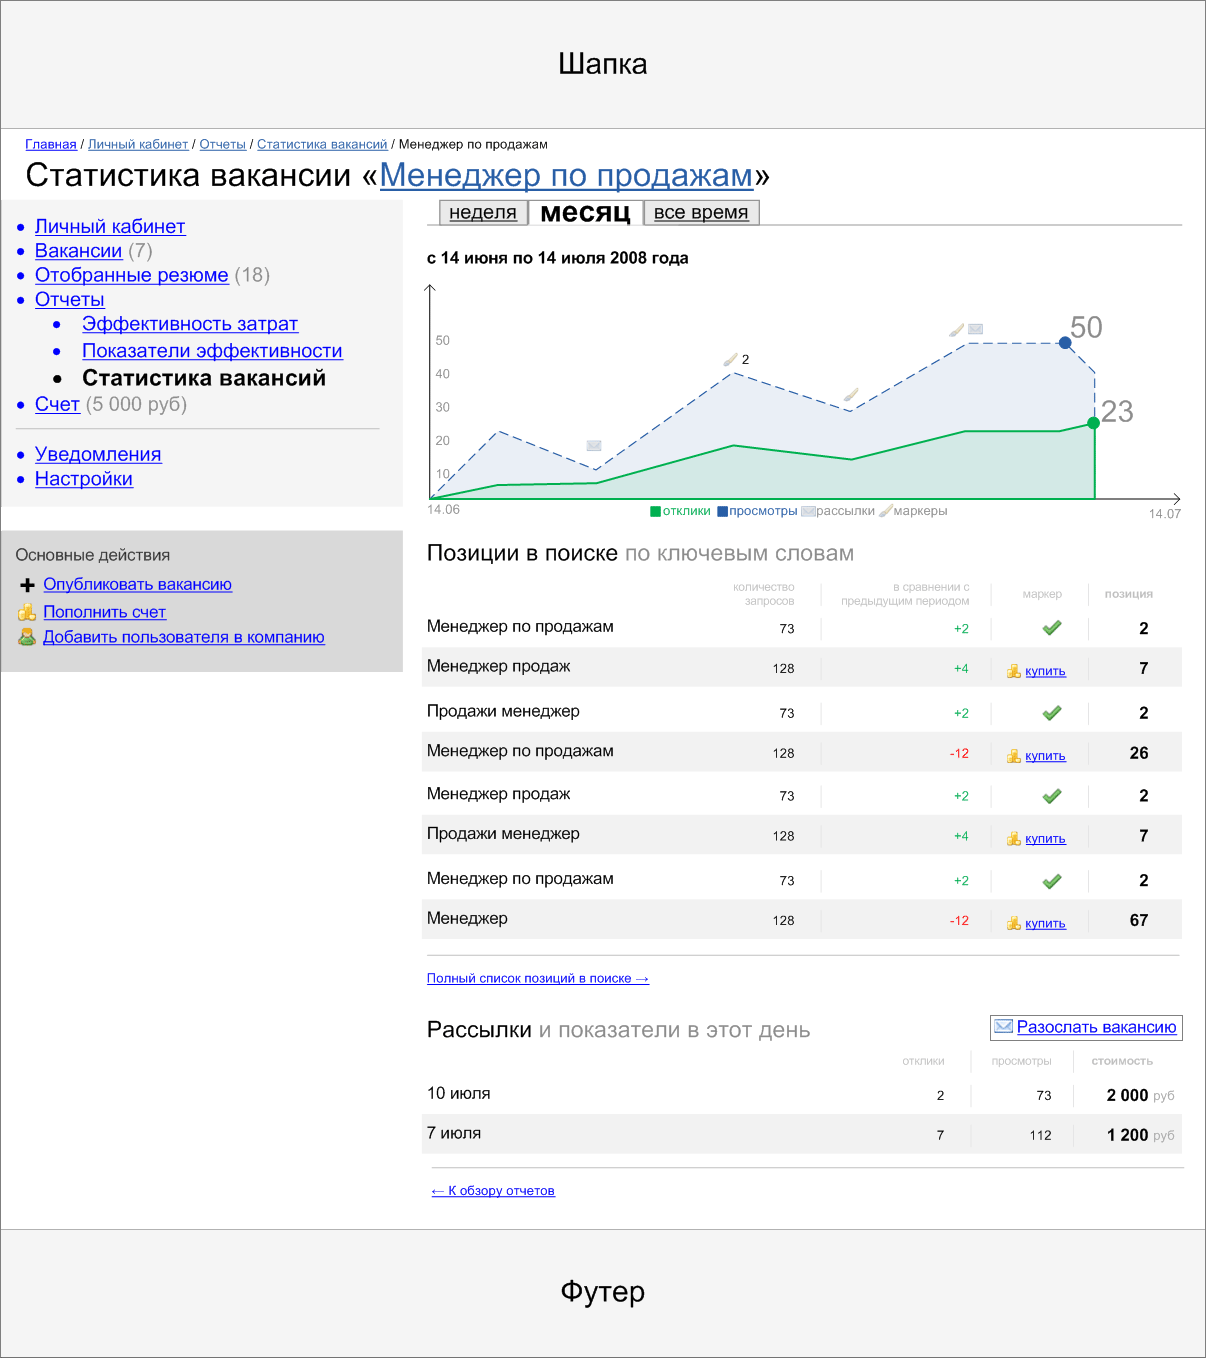 Шапка
Главная / Личный кабинет / Отчеты / Статистика вакансий / Менеджер по продажам
Статистика вакансии «Менеджер по продажам»
Личный кабинет
Вакансии (7)
Отобранные резюме (18)
Отчеты
Эффективность затрат
Показатели эффективности
Статистика вакансий
Счет (5 000 руб)
Уведомления
Настройки
Основные действия
Опубликовать вакансию
Пополнить счет
Добавить пользователя в компанию
неделя месяц все время
с 14 июня по 14 июля 2008 года
50
50
2
40
30
23
20
10
14.06
14.07
отклики просмотры рассылки маркеры
Позиции в поиске по ключевым словам
количество запросов в сравнении с предыдущим периодом маркер позиция
Менеджер по продажам 73 +2 2
Менеджер продаж 128 +4 купить 7
Продажи менеджер 73 +2 2
Менеджер по продажам 128 -12 купить 26
Менеджер продаж 73 +2 2
Продажи менеджер 128 +4 купить 7
Менеджер по продажам 73 +2 2
Менеджер 128 -12 купить 67
Полный список позиций в поиске →
Рассылки и показатели в этот день
Разослать вакансию
отклики просмотры стоимость
10 июля 2 73 2 000 руб
7 июля 7 112 1 200 руб
← К обзору отчетов
Футер